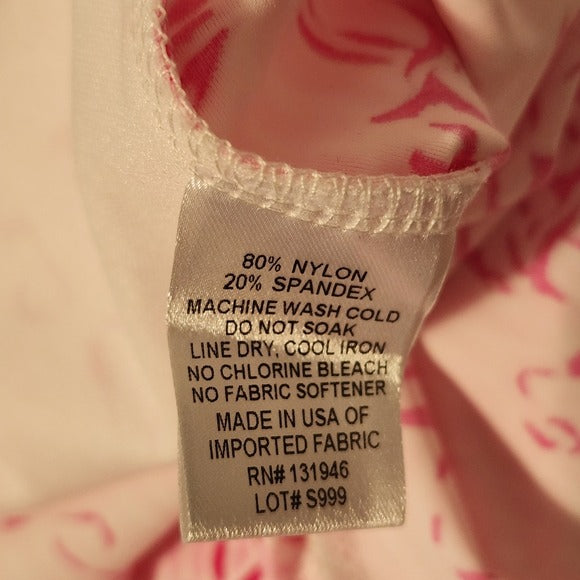 80% NYLON
20% SPANDEX
MACHINE WASH COLD
DO NOT SOAK
LINE DRY, COOL IRON
NO CHLORINE BLEACH
NO FABRIC SOFTENER
MADE IN USA OF
IMPORTED FABRIC
RN# 131946
LOT# S999